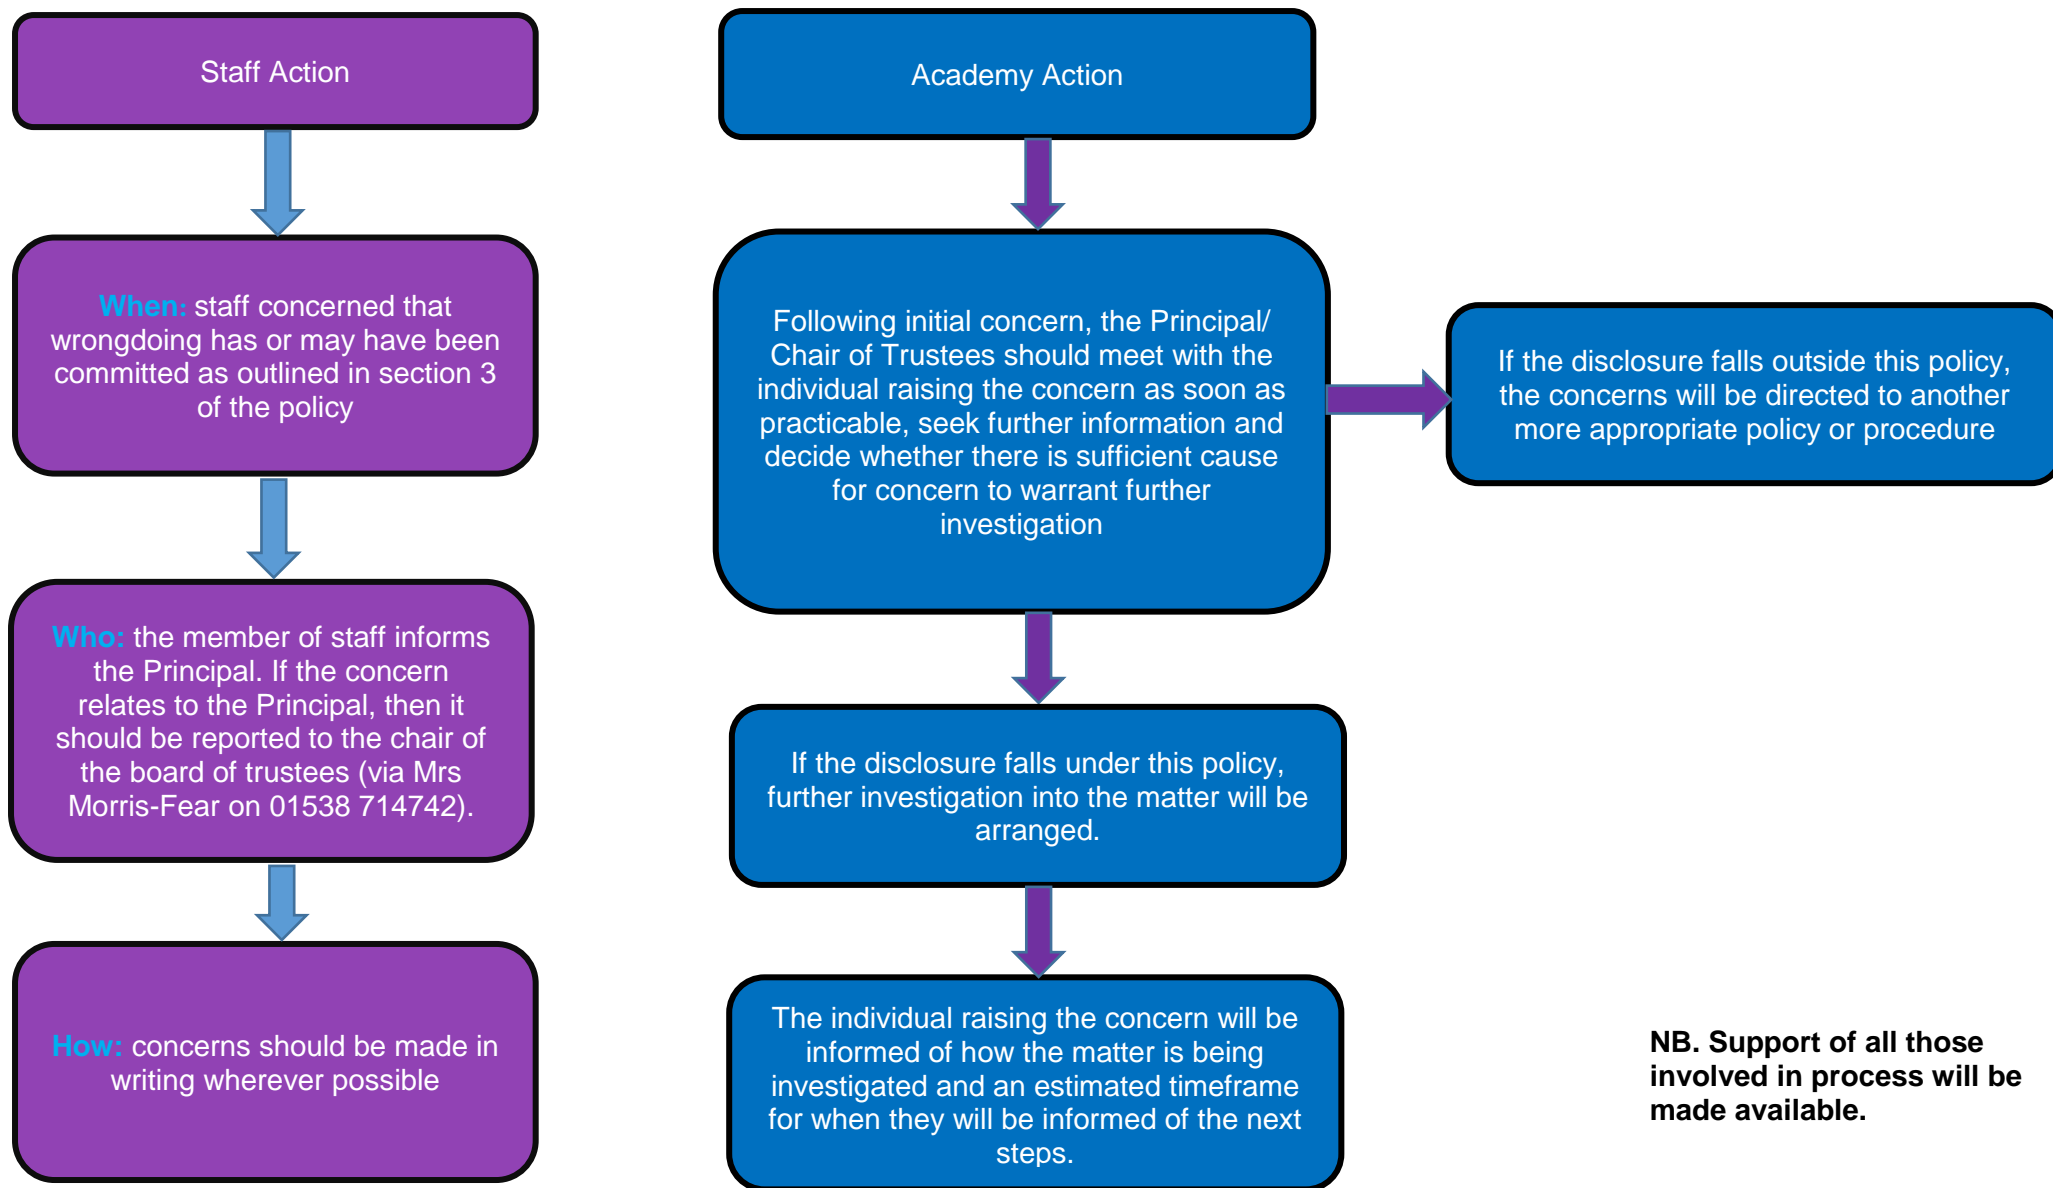 Staff Action
When: staff concerned that
wrongdoing has or may have been
committed as outlined in section 3
of the policy
Who: the member of staff informs
the Principal. If the concern
relates to the Principal, then it
should be reported to the chair of
the board of trustees (via Mrs
Morris-Fear on 01538 714742).
How: concerns should be made in
writing wherever possible
Academy Action
Following initial concern, the Principal/
Chair of Trustees should meet with the
individual raising the concern as soon as
practicable, seek further information and
decide whether there is sufficient cause
for concern to warrant further
investigation
If the disclosure falls outside this policy,
the concerns will be directed to another
more appropriate policy or procedure
If the disclosure falls under this policy,
further investigation into the matter will be
arranged.
The individual raising the concern will be
informed of how the matter is being
investigated and an estimated timeframe
for when they will be informed of the next
steps.
NB. Support of all those
involved in process will be
made available.